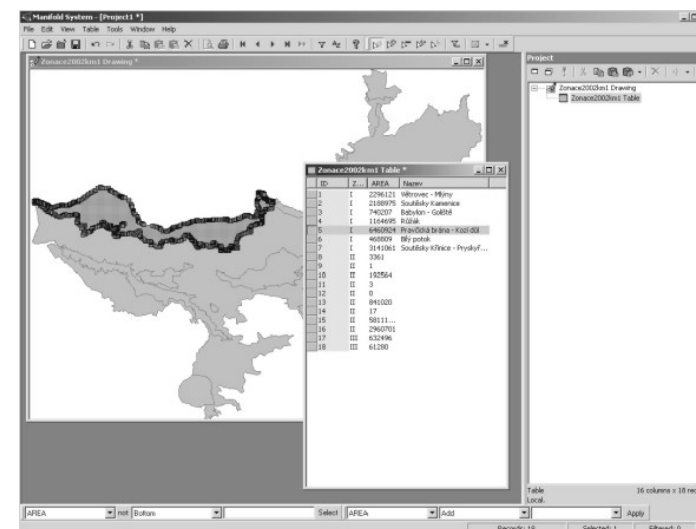 Manifold System - [Project1 *]
File Edit View Table Tools Window Help
Zonace2002km1 Drawing *
Project
Zonace2002km1 Drawing
Zonace2002km1 Table
Zonace2002km1 Table *
ID Z... AREA Nazev
1 I 2296121 Větrovec - Mlýny
2 I 2188975 Soutěsky Kamenice
3 I 740207 Babylon - Goliště
4 I 1164695 Růžák
5 I 6460924 Pravčická brána - Kozí důl
6 I 468809 Bílý potok
7 I 3141061 Soutěsky Křinice - Pryskyř...
8 II 3361
9 II 1
10 II 192564
11 II 3
12 II 0
13 II 841020
14 II 17
15 II 58111...
16 II 2960701
17 III 632496
18 III 61280
Table 16 columns x 18 rec
Local.
AREA not Bottom Select AREA Add Apply
Records: 18 Selected: 1 Filtered: 0